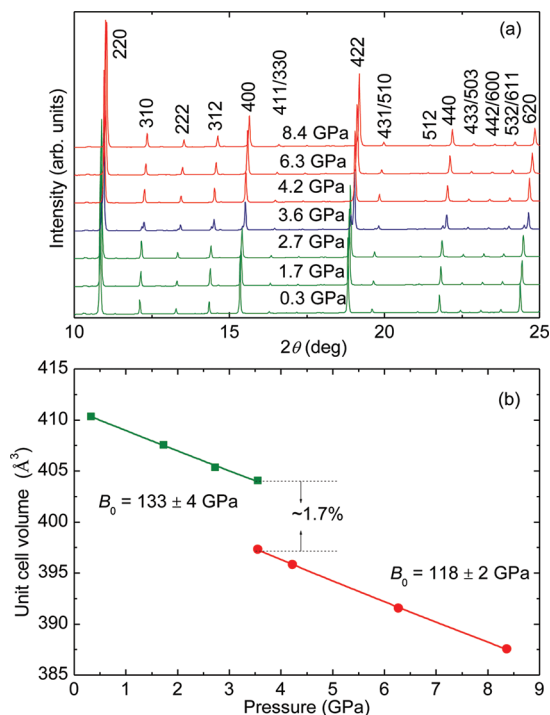 (a)
220
310
222
312
400
411/330
422
431/510
512
440
433/503
442/600
532/611
620
8.4 GPa
6.3 GPa
4.2 GPa
3.6 GPa
2.7 GPa
1.7 GPa
0.3 GPa
Intensity (arb. units)
10 15 20 25
2θ (deg)
(b)
415
410
405
400
395
390
385
Unit cell volume (Å³)
B₀ = 133 ± 4 GPa
~1.7%
B₀ = 118 ± 2 GPa
0 1 2 3 4 5 6 7 8 9
Pressure (GPa)